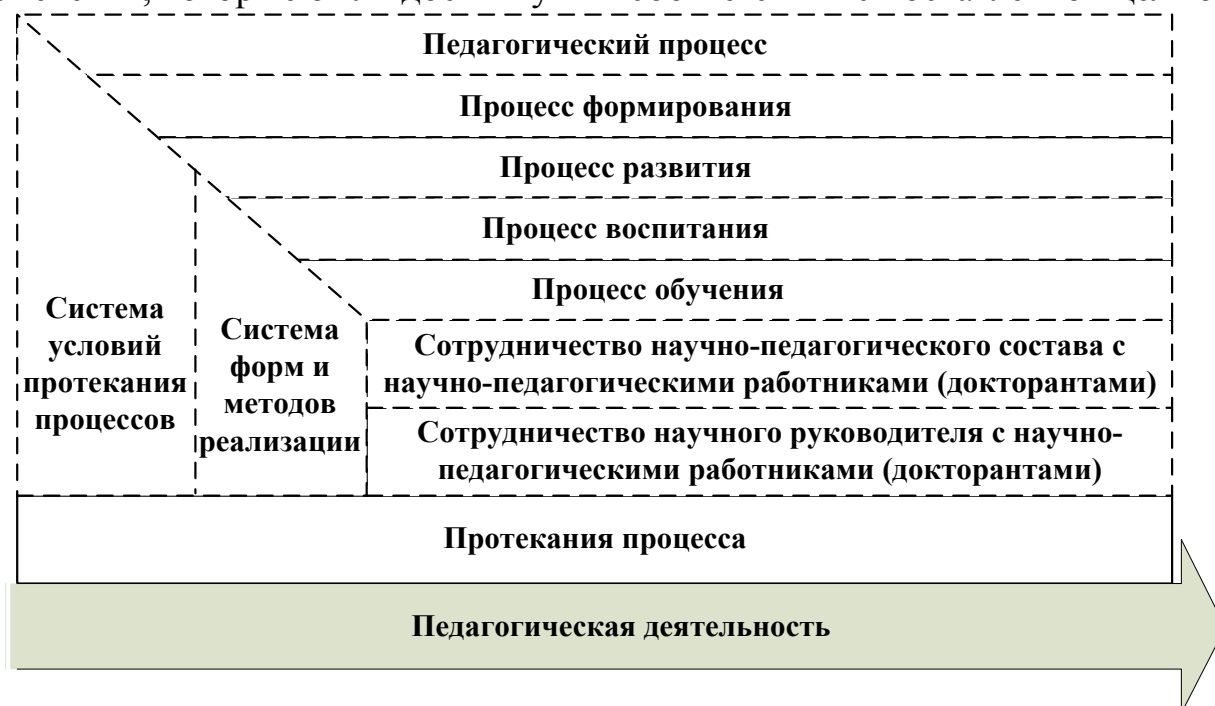 Педагогический процесс
Процесс формирования
Процесс развития
Процесс воспитания
Процесс обучения
Система
условий
протекания
процессов
Система
форм и
методов
реализации
Сотрудничество научно-педагогического состава с
научно-педагогическими работниками (докторантами)
Сотрудничество научного руководителя с научно-
педагогическими работниками (докторантами)
Протекания процесса
Педагогическая деятельность